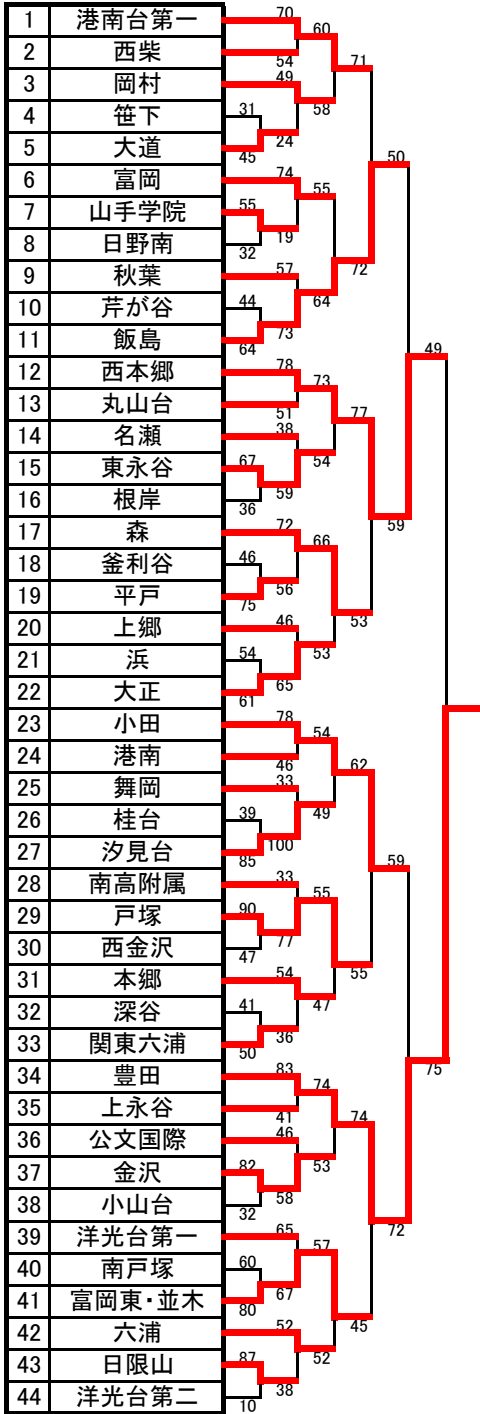 1 港南台第一 70 60
2 西柴 54 71
3 岡村 49 58
4 笹下 31 24
5 大道 45 50
6 富岡 74 55
7 山手学院 55 19
8 日野南 32 72
9 秋葉 57 64
10 芹が谷 44 73
11 飯島 64 49
12 西本郷 78 73
13 丸山台 51 77
14 名瀬 38 54
15 東永谷 67 59
16 根岸 36 59
17 森 72 66
18 釜利谷 46 56
19 平戸 75 53
20 上郷 46 53
21 浜 54 65
22 大正 61
23 小田 78 54
24 港南 46 62
25 舞岡 33 49
26 桂台 39 100
27 汐見台 85 59
28 南高附属 33 55
29 戸塚 90 77
30 西金沢 47 55
31 本郷 54 47
32 深谷 41 36
33 関東六浦 50 75
34 豊田 83 74
35 上永谷 41 74
36 公文国際 46 53
37 金沢 82 58
38 小山台 32 72
39 洋光台第一 65 57
40 南戸塚 60 67
41 富岡東・並木 80 45
42 六浦 52 52
43 日限山 87 38
44 洋光台第二 10